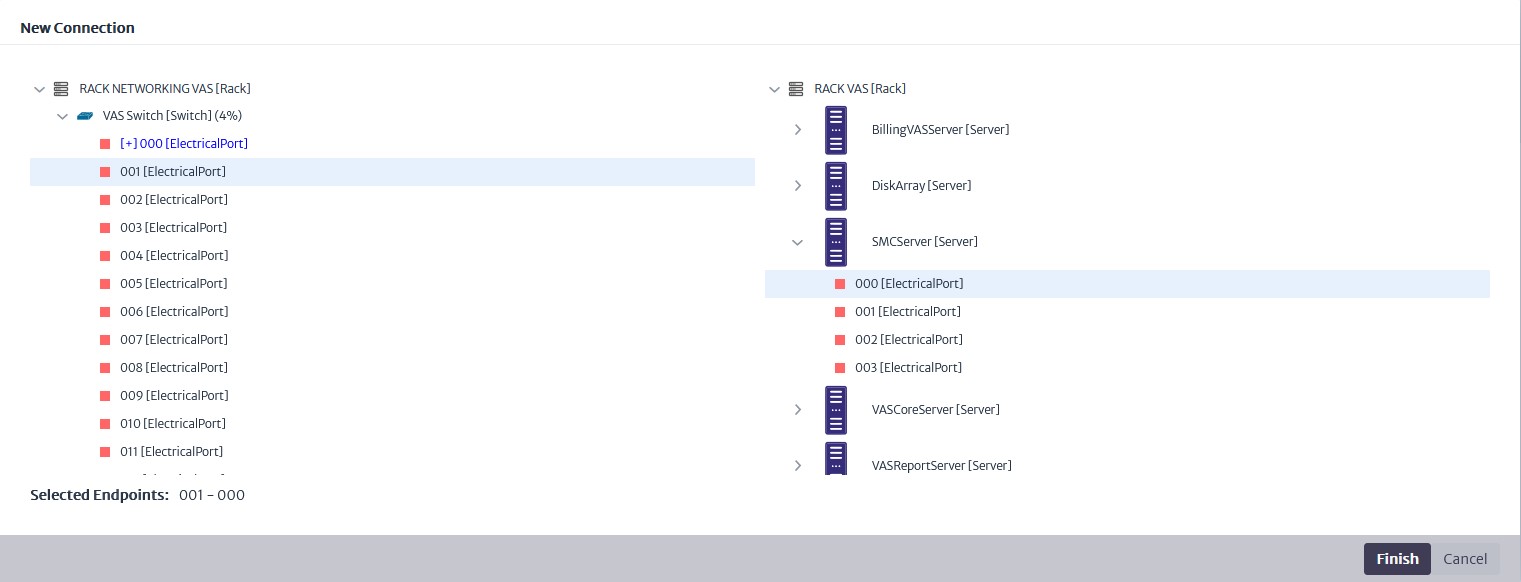 New Connection
RACK NETWORKING VAS [Rack]
VAS Switch [Switch] (4%)
[+] 000 [ElectricalPort]
001 [ElectricalPort]
002 [ElectricalPort]
003 [ElectricalPort]
004 [ElectricalPort]
005 [ElectricalPort]
006 [ElectricalPort]
007 [ElectricalPort]
008 [ElectricalPort]
009 [ElectricalPort]
010 [ElectricalPort]
011 [ElectricalPort]
RACK VAS [Rack]
BillingVASServer [Server]
DiskArray [Server]
SMCServer [Server]
000 [ElectricalPort]
001 [ElectricalPort]
002 [ElectricalPort]
003 [ElectricalPort]
VASCoreServer [Server]
VASReportServer [Server]
Selected Endpoints: 001 - 000
Finish
Cancel